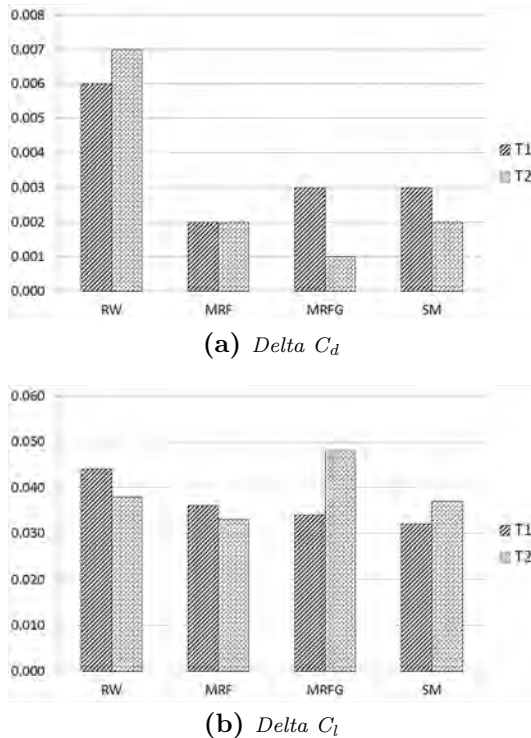 0.008
0.007
0.006
0.005
0.004
0.003
0.002
0.001
0.000
RW
MRF
MRFG
SM
T1
T2
(a) Delta C_d
0.060
0.050
0.040
0.030
0.020
0.010
0.000
RW
MRF
MRFG
SM
T1
T2
(b) Delta C_l